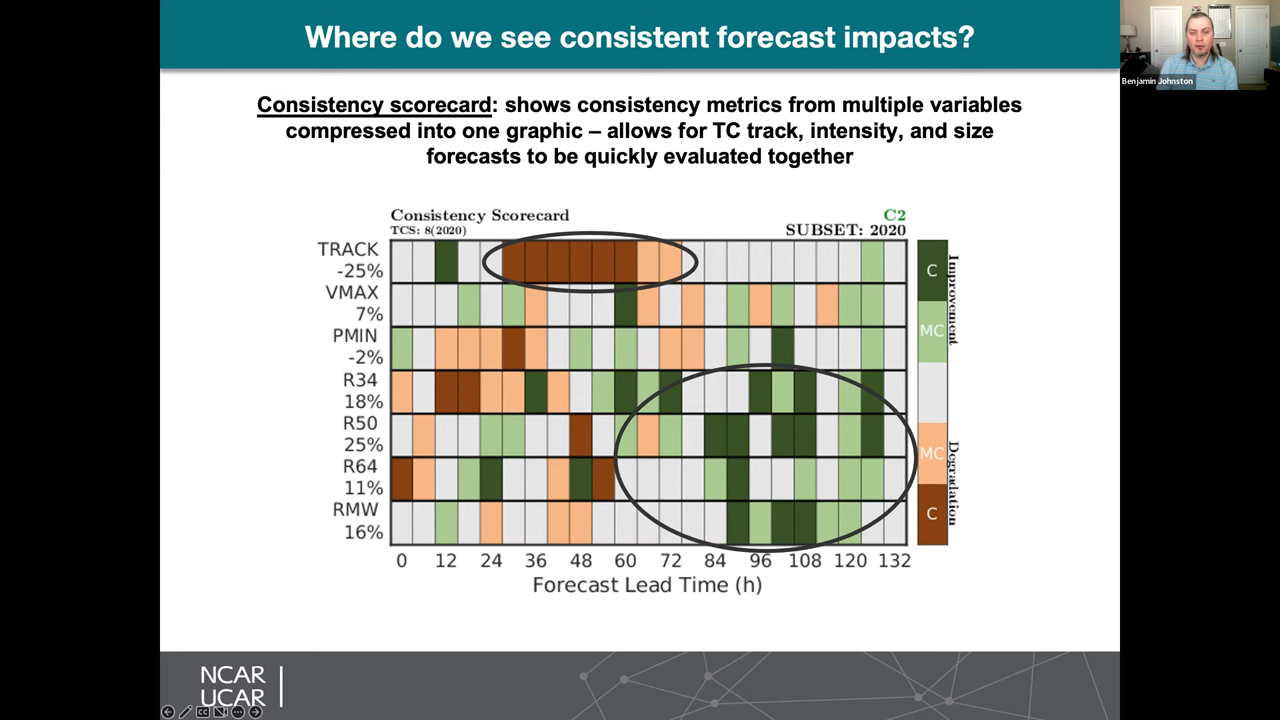 Where do we see consistent forecast impacts?
Benjamin Johnston
Consistency scorecard: shows consistency metrics from multiple variables
compressed into one graphic – allows for TC track, intensity, and size
forecasts to be quickly evaluated together
Consistency Scorecard
C2
TCS: 8(2020)
SUBSET: 2020
TRACK
-25%
VMAX
7%
PMIN
-2%
R34
18%
R50
25%
R64
11%
RMW
16%
0 12 24 36 48 60 72 84 96 108 120 132
Forecast Lead Time (h)
C
MC
MC
C
Improvement
Degradation
NCAR
UCAR
CC